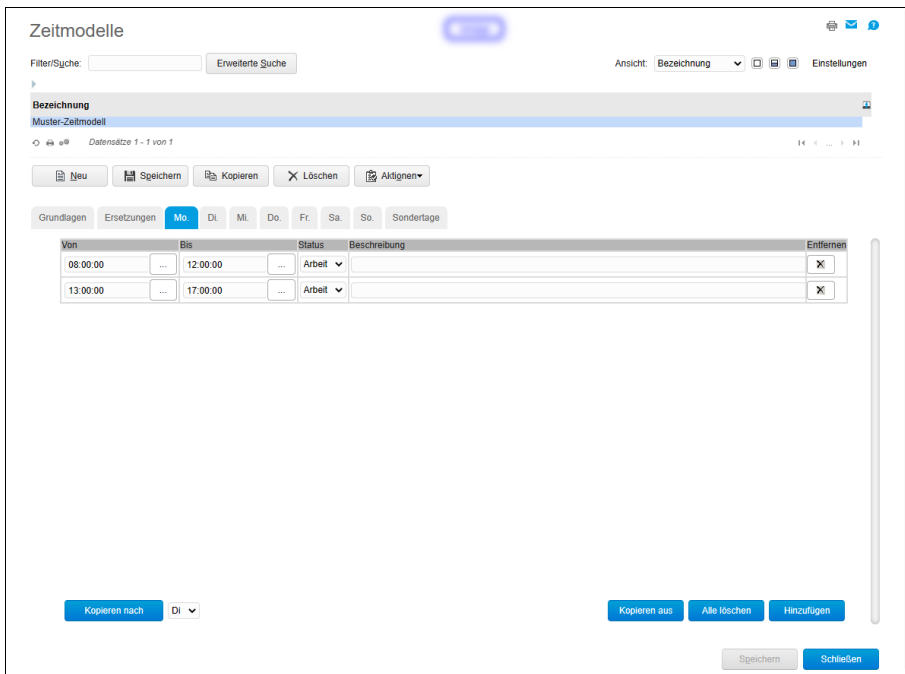 Zeitmodelle
Filter/Suche: Erweiterte Suche Ansicht: Bezeichnung Einstellungen
Bezeichnung
Muster-Zeitmodell
Datensätze 1 - 1 von 1 ...
Neu Speichern Kopieren Löschen Aktionen
Grundlagen Ersetzungen Mo. Di. Mi. Do. Fr. Sa. So. Sondertage
Von Bis Status Beschreibung Entfernen
08:00:00 ... 12:00:00 ... Arbeit
13:00:00 ... 17:00:00 ... Arbeit
Kopieren nach Di Kopieren aus Alle löschen Hinzufügen
Speichern Schließen